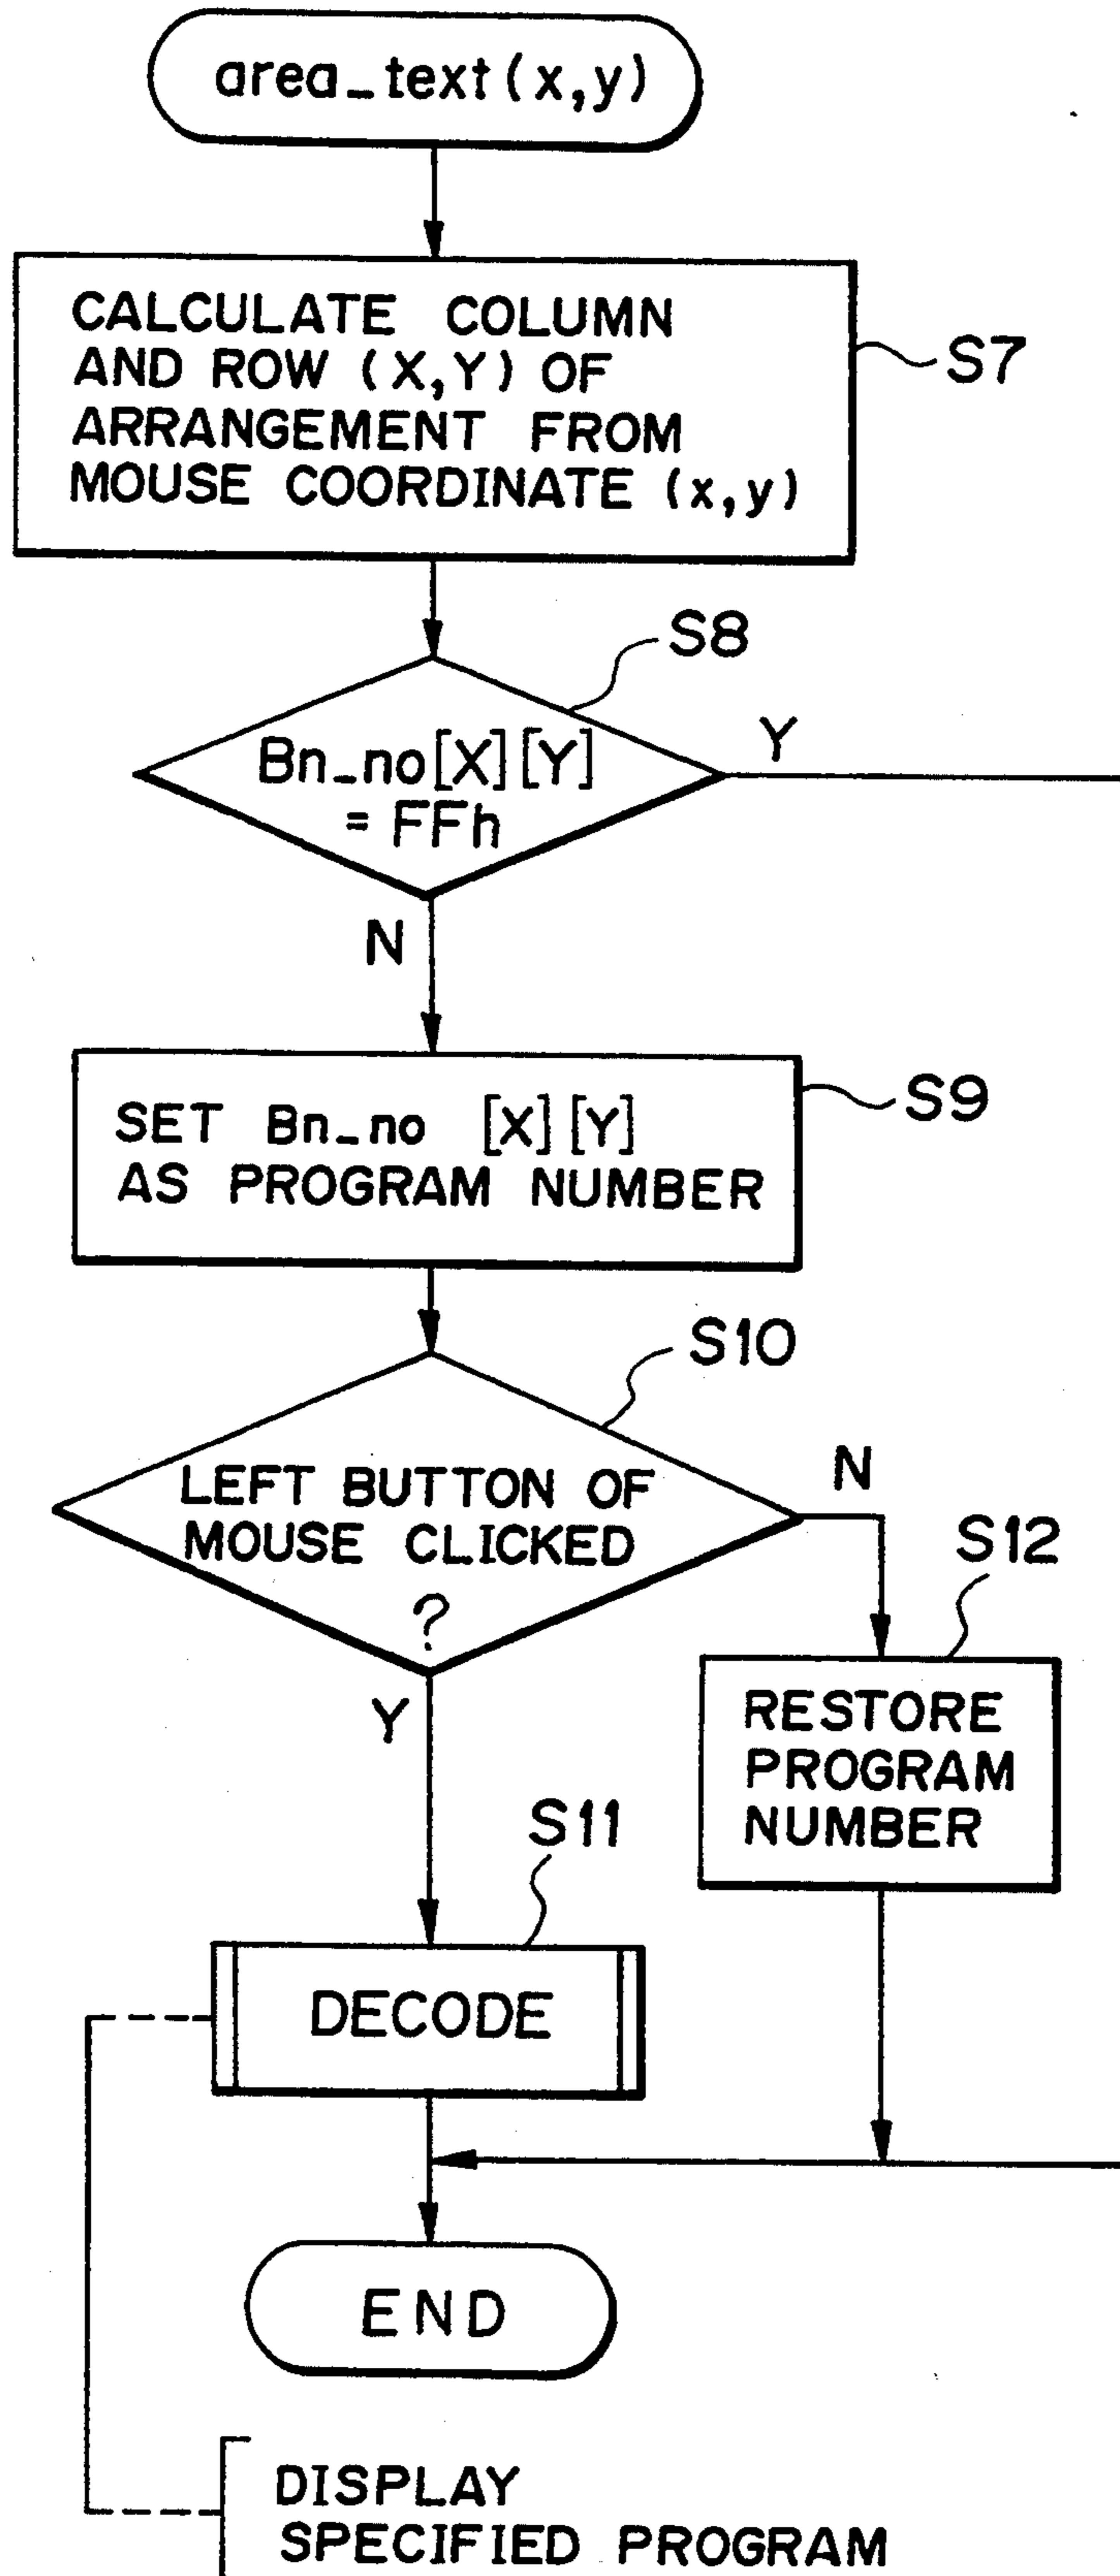 area_text(x,y)
CALCULATE COLUMN
AND ROW (X,Y) OF
ARRANGEMENT FROM
MOUSE COORDINATE (x,y)
S7
S8
Bn_no[X][Y]
= FFh
Y
N
SET Bn_no [X][Y]
AS PROGRAM NUMBER
S9
S10
LEFT BUTTON OF
MOUSE CLICKED
?
N
Y
S12
RESTORE
PROGRAM
NUMBER
S11
DECODE
END
DISPLAY
SPECIFIED PROGRAM